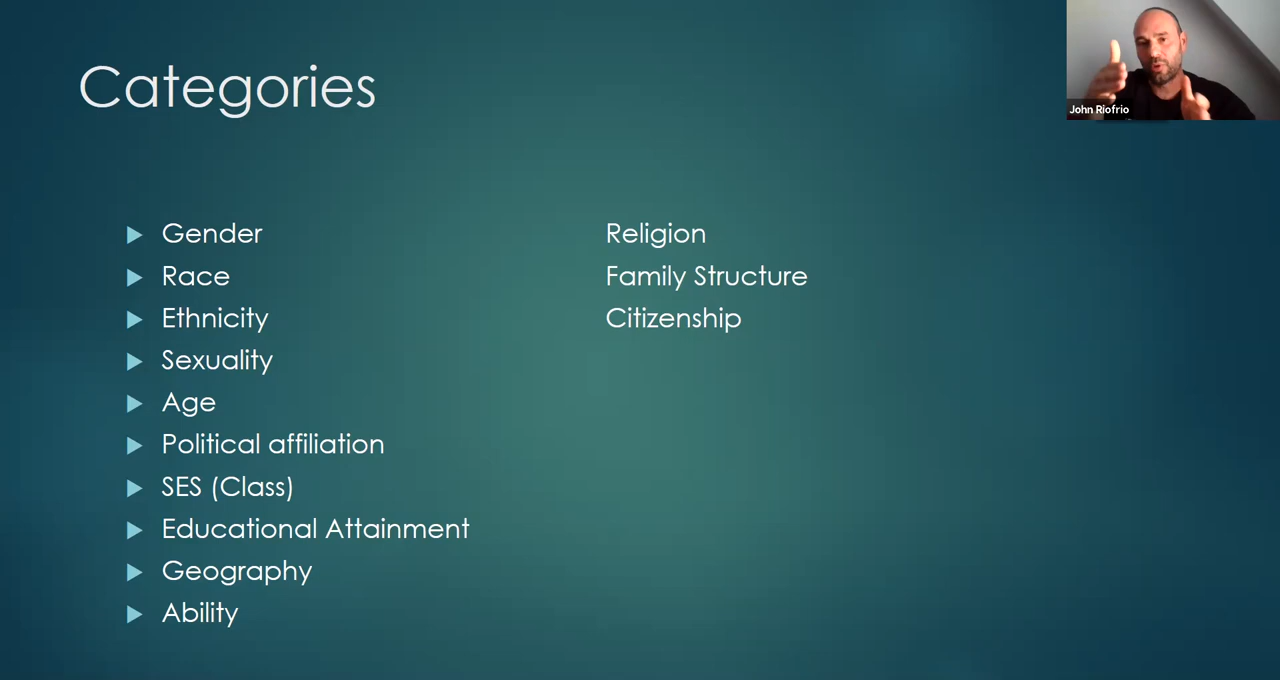 Categories
Gender
Race
Ethnicity
Sexuality
Age
Political affiliation
SES (Class)
Educational Attainment
Geography
Ability
Religion
Family Structure
Citizenship
John Riofrio